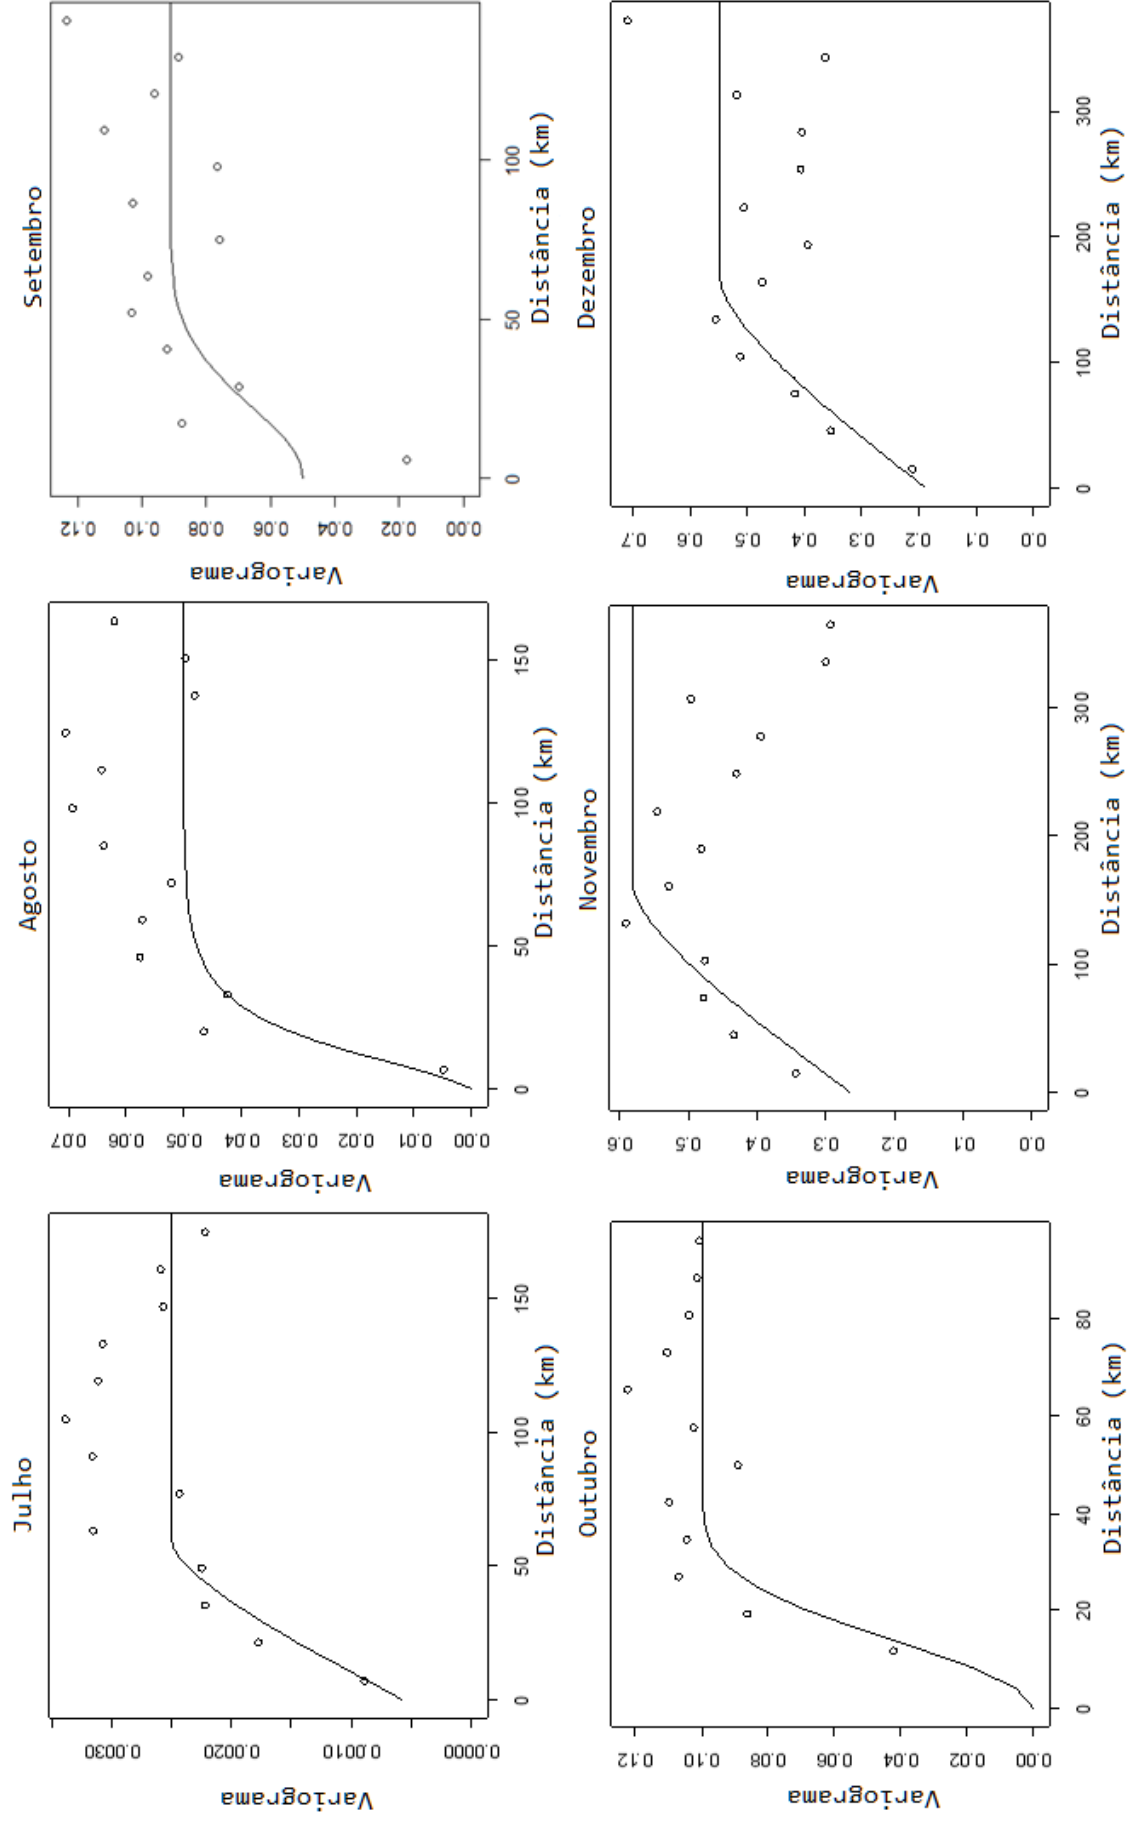 Julho
Variograma
0.0000 0.0010 0.0020 0.0030
0 50 100 150
Distância (km)
Agosto
Variograma
0.00 0.01 0.02 0.03 0.04 0.05 0.06 0.07
0 50 100 150
Distância (km)
Setembro
Variograma
0.00 0.02 0.04 0.06 0.08 0.10 0.12
0 50 100
Distância (km)
Outubro
Variograma
0.00 0.02 0.04 0.06 0.08 0.10 0.12
0 20 40 60 80
Distância (km)
Novembro
Variograma
0.0 0.1 0.2 0.3 0.4 0.5 0.6
0 100 200 300
Distância (km)
Dezembro
Variograma
0.0 0.1 0.2 0.3 0.4 0.5 0.6 0.7
0 100 200 300
Distância (km)